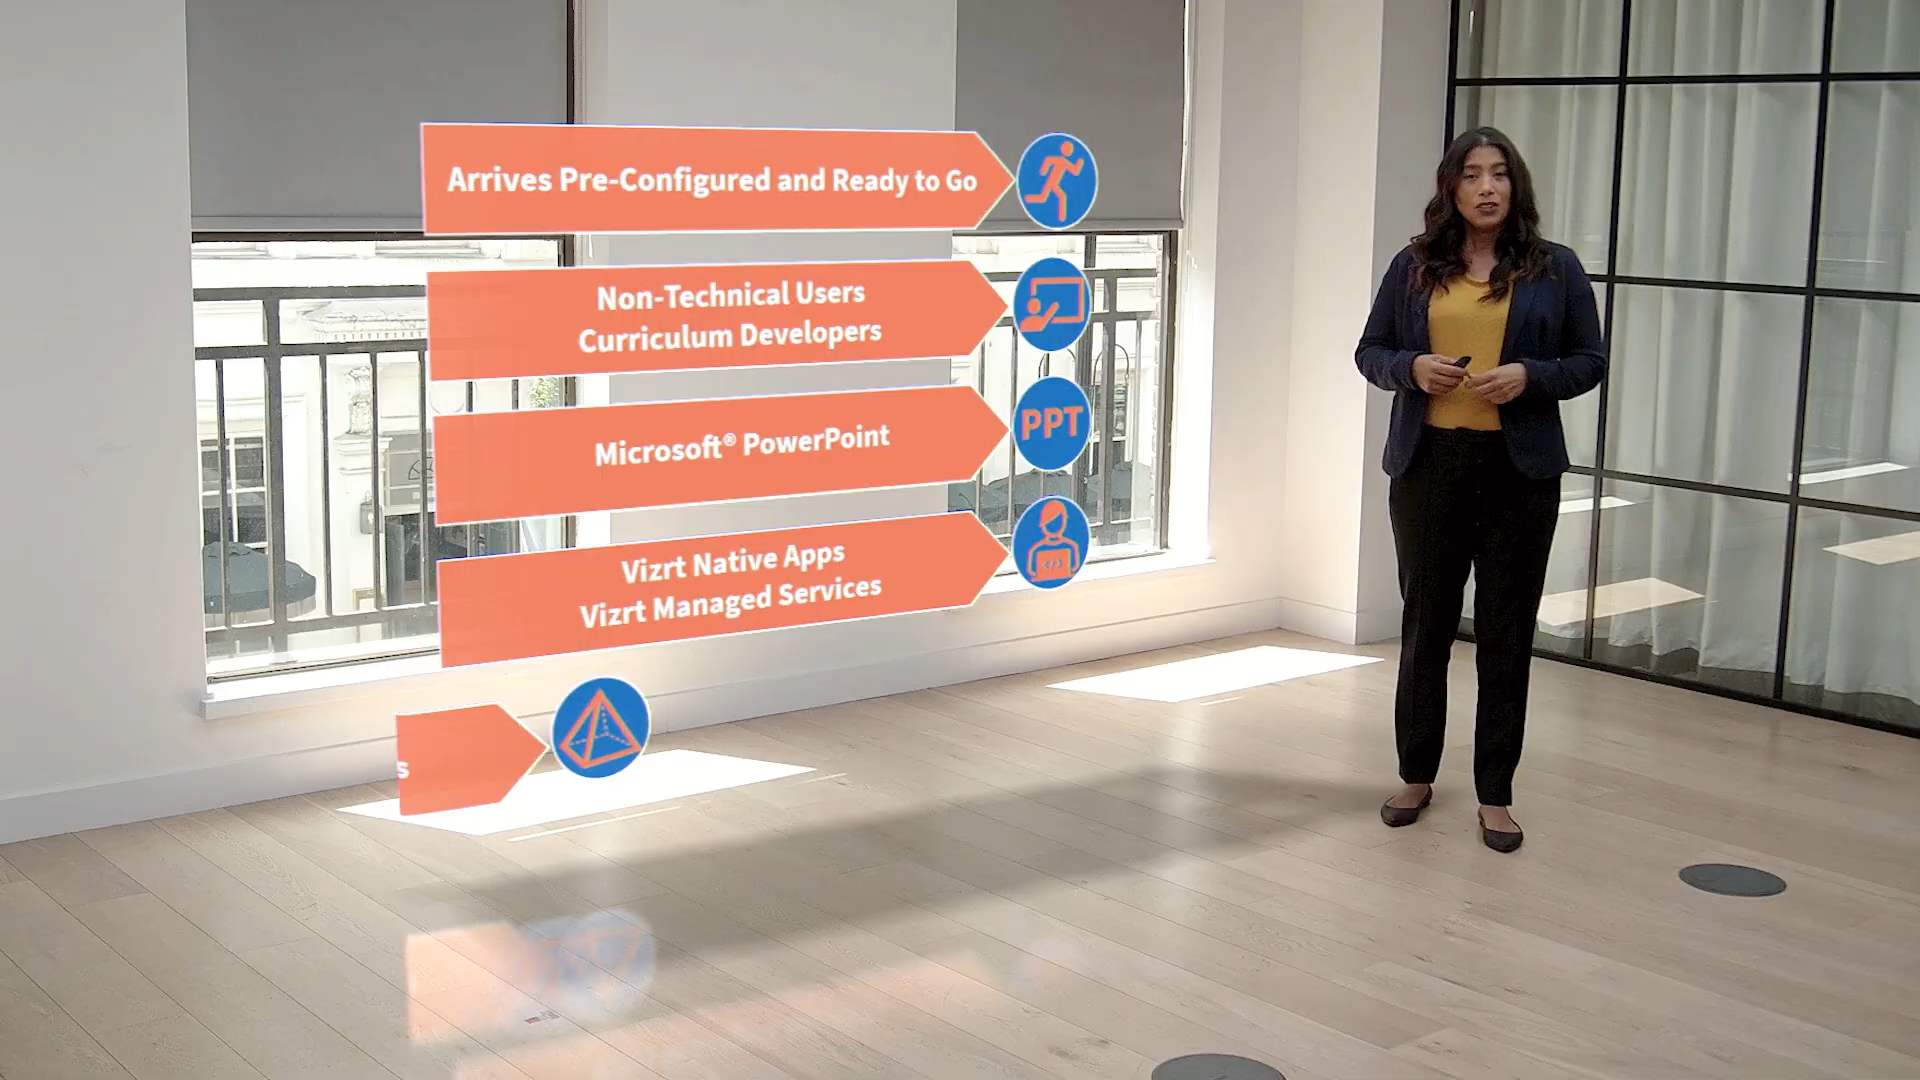 Arrives Pre-Configured and Ready to Go
Non-Technical Users
Curriculum Developers
Microsoft® PowerPoint
PPT
Vizrt Native Apps
Vizrt Managed Services
</>
s